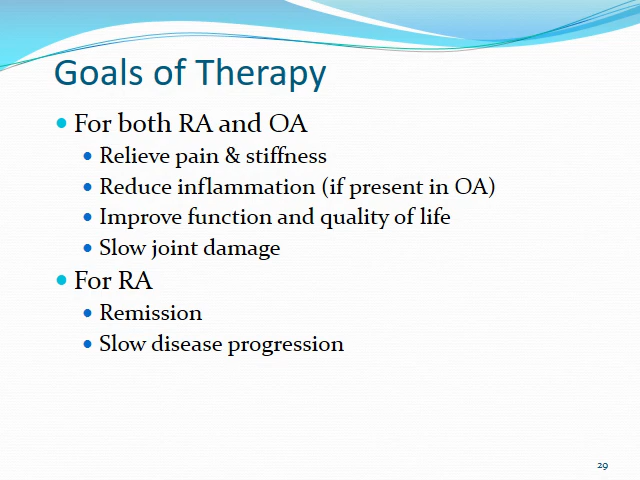 Goals of Therapy
• For both RA and OA
• Relieve pain & stiffness
• Reduce inflammation (if present in OA)
• Improve function and quality of life
• Slow joint damage
• For RA
• Remission
• Slow disease progression
29